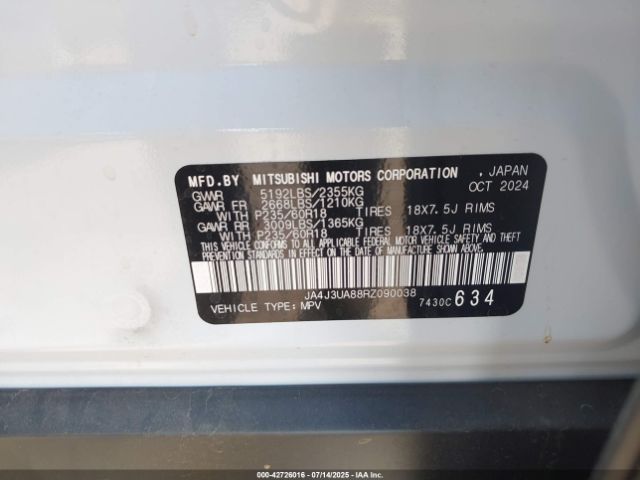 MFD.BY MITSUBISHI MOTORS CORPORATION , JAPAN
GVWR 5192LBS/2355KG OCT 2024
GAWR FR 2668LBS/1210KG
WITH P235/60R18 TIRES 18X7.5J RIMS
GAWR RR 3009LBS/1365KG
WITH P235/60R18 TIRES 18X7.5J RIMS
THIS VEHICLE CONFORMS TO ALL APPLICABLE FEDERAL MOTOR VEHICLE SAFETY AND THEFT
PREVENTION STANDARDS IN EFFECT ON THE DATE OF MANUFACTURE SHOWN ABOVE.
JA4J3UA88RZ090038
VEHICLE TYPE: MPV 7430C 634
000-42726016 - 07/14/2025 - IAAI.COM